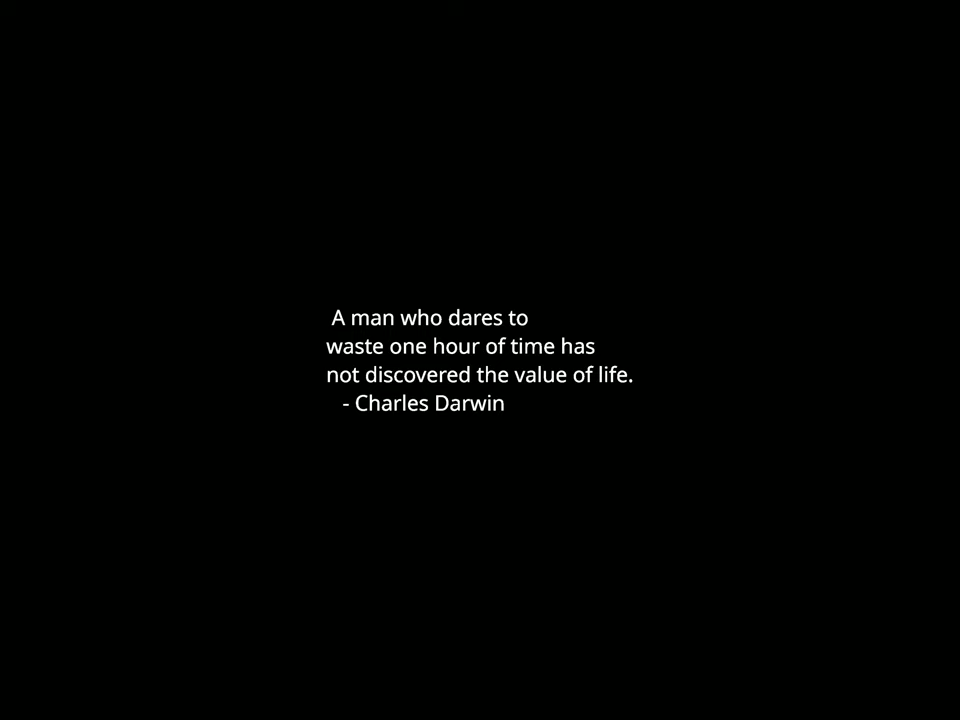 A man who dares to
waste one hour of time has
not discovered the value of life.
- Charles Darwin